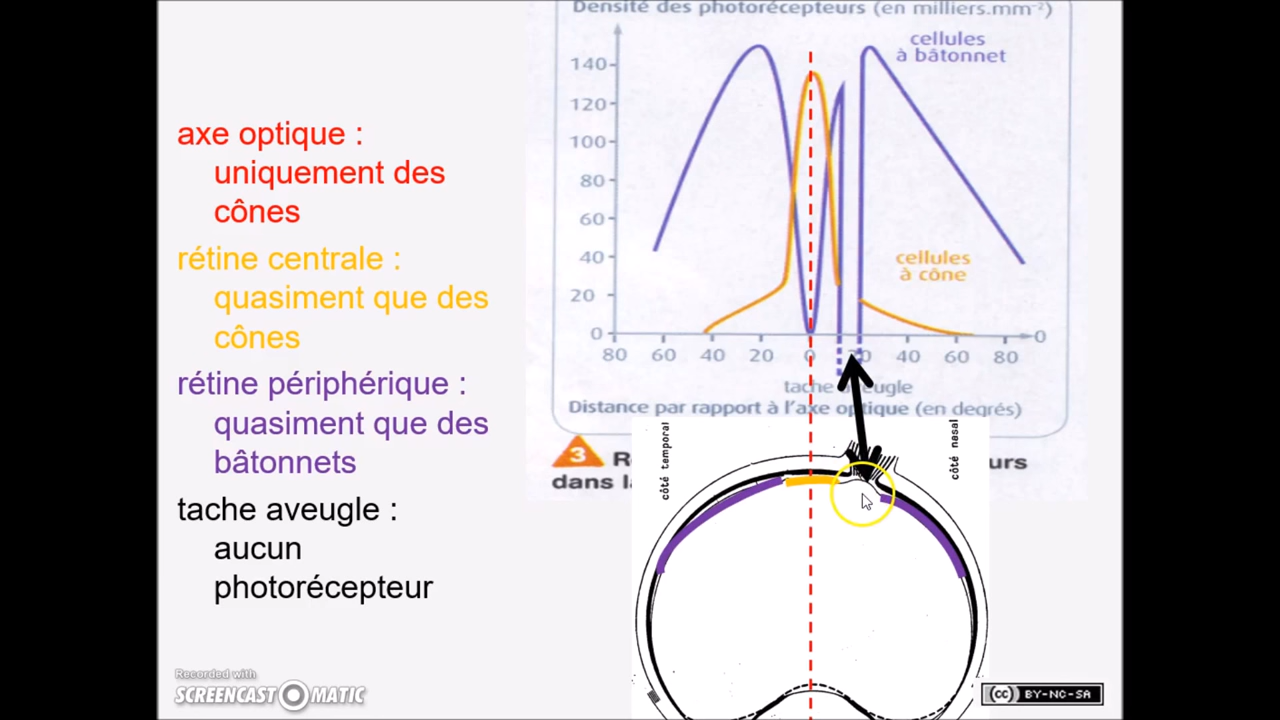 Densité des photorécepteurs (en milliers.mm⁻²)
cellules
à bâtonnet
140
120
100
80
60
40
20
0
cellules
à cône
80 60 40 20 0 20 40 60 80 0
tache aveugle
Distance par rapport à l'axe optique (en degrés)
3
dans
axe optique :
uniquement des
cônes
rétine centrale :
quasiment que des
cônes
rétine périphérique :
quasiment que des
bâtonnets
tache aveugle :
aucun
photorécepteur
côté temporal
côté nasal
Recorded with
SCREENCAST-O-MATIC
cc BY-NC-SA